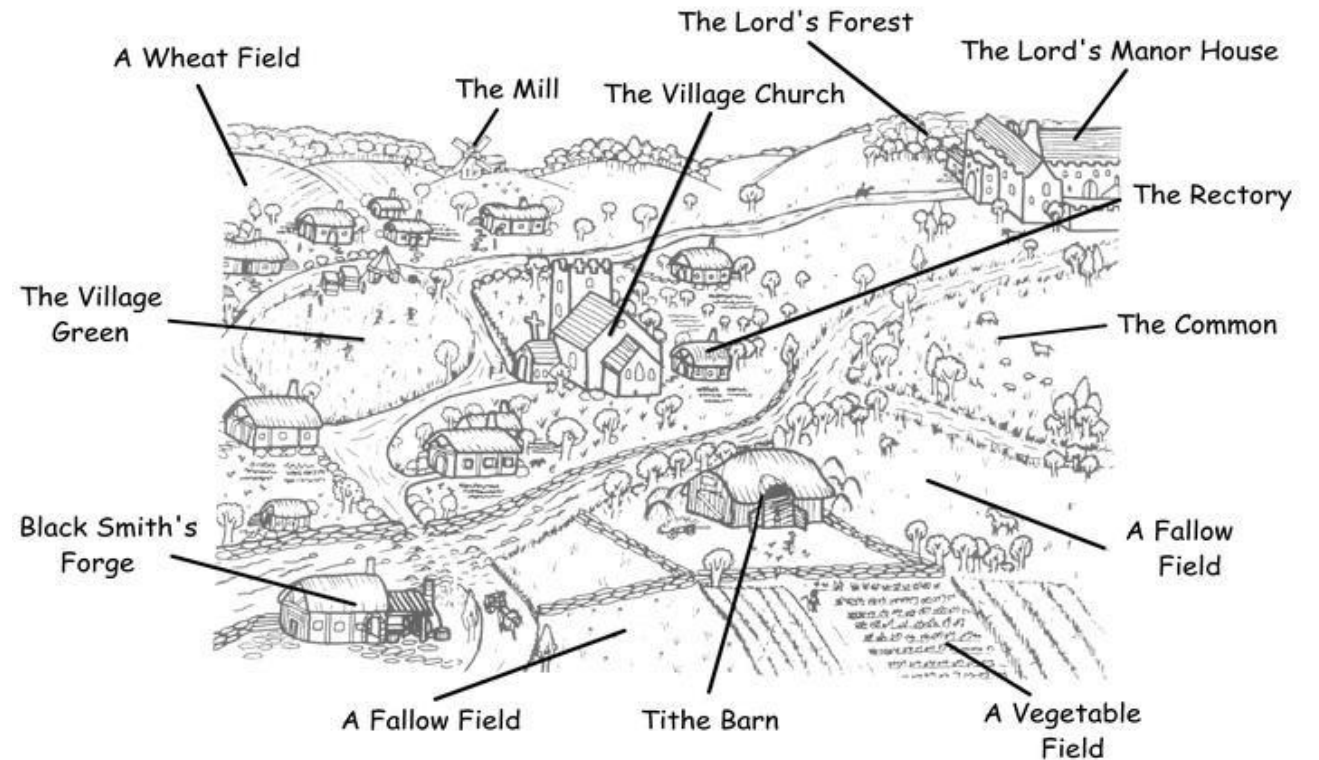 The Lord's Forest
The Lord's Manor House
A Wheat Field
The Mill
The Village Church
The Rectory
The Village
Green
The Common
Black Smith's
Forge
A Fallow
Field
A Fallow Field
Tithe Barn
A Vegetable
Field